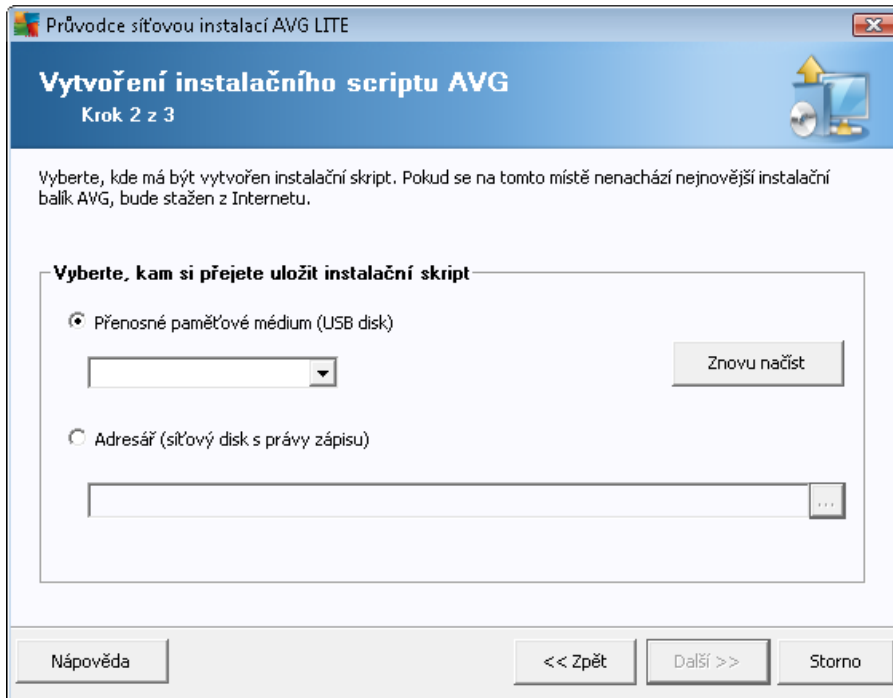 Průvodce síťovou instalací AVG LITE
Vytvoření instalačního scriptu AVG
Krok 2 z 3
Vyberte, kde má být vytvořen instalační skript. Pokud se na tomto místě nenachází nejnovější instalační
balík AVG, bude stažen z Internetu.
Vyberte, kam si přejete uložit instalační skript
Přenosné paměťové médium (USB disk)
Znovu načíst
Adresář (síťový disk s právy zápisu)
...
Nápověda
<< Zpět
Další >>
Storno